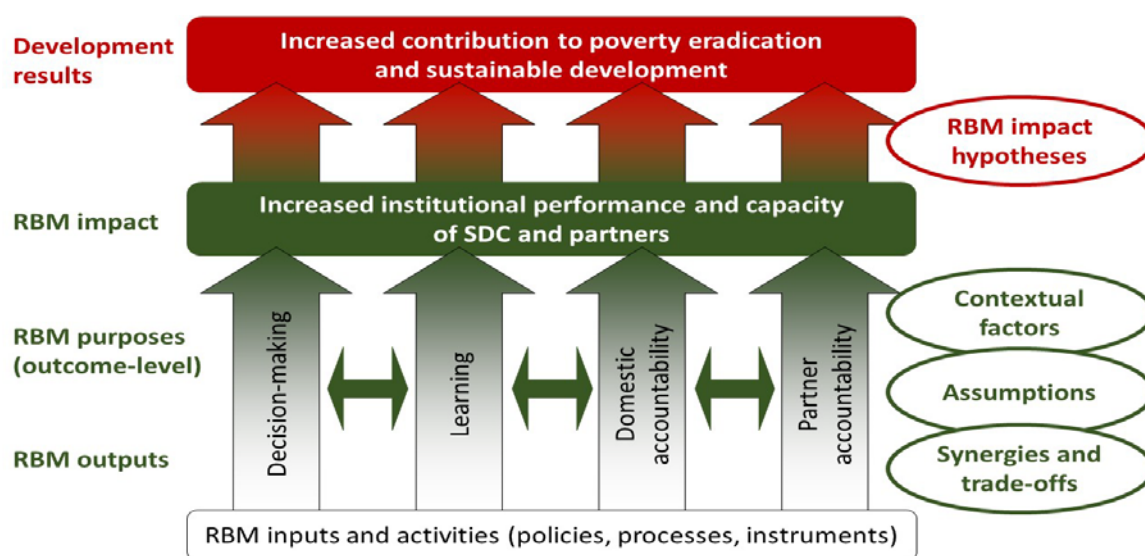 Development
results
Increased contribution to poverty eradication
and sustainable development
RBM impact
hypotheses
RBM impact
Increased institutional performance and capacity
of SDC and partners
RBM purposes
(outcome-level)
RBM outputs
Decision-making
Learning
Domestic
accountability
Partner
accountability
Contextual
factors
Assumptions
Synergies and
trade-offs
RBM inputs and activities (policies, processes, instruments)